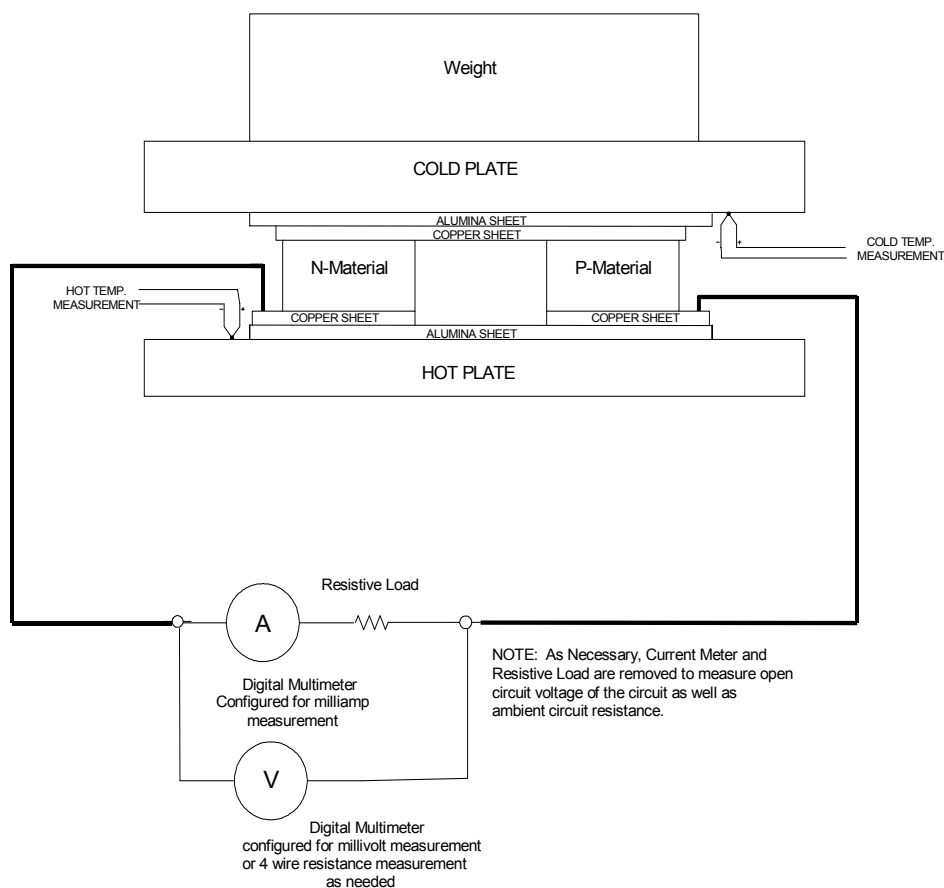 Weight
COLD PLATE
ALUMINA SHEET
COPPER SHEET
N-Material
P-Material
- +
COLD TEMP.
MEASUREMENT
HOT TEMP.
MEASUREMENT
- +
COPPER SHEET
COPPER SHEET
ALUMINA SHEET
HOT PLATE
Resistive Load
A
Digital Multimeter
Configured for milliamp
measurement
NOTE: As Necessary, Current Meter and
Resistive Load are removed to measure open
circuit voltage of the circuit as well as
ambient circuit resistance.
V
Digital Multimeter
configured for millivolt measurement
or 4 wire resistance measurement
as needed